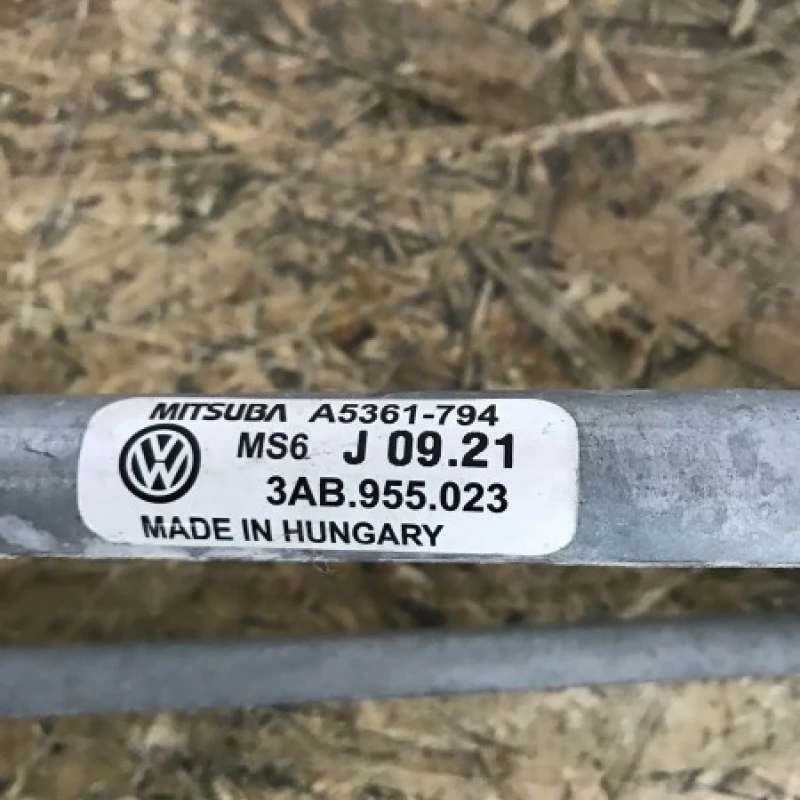 MITSUBA A5361-794
MS6 J 09.21
3AB.955.023
MADE IN HUNGARY